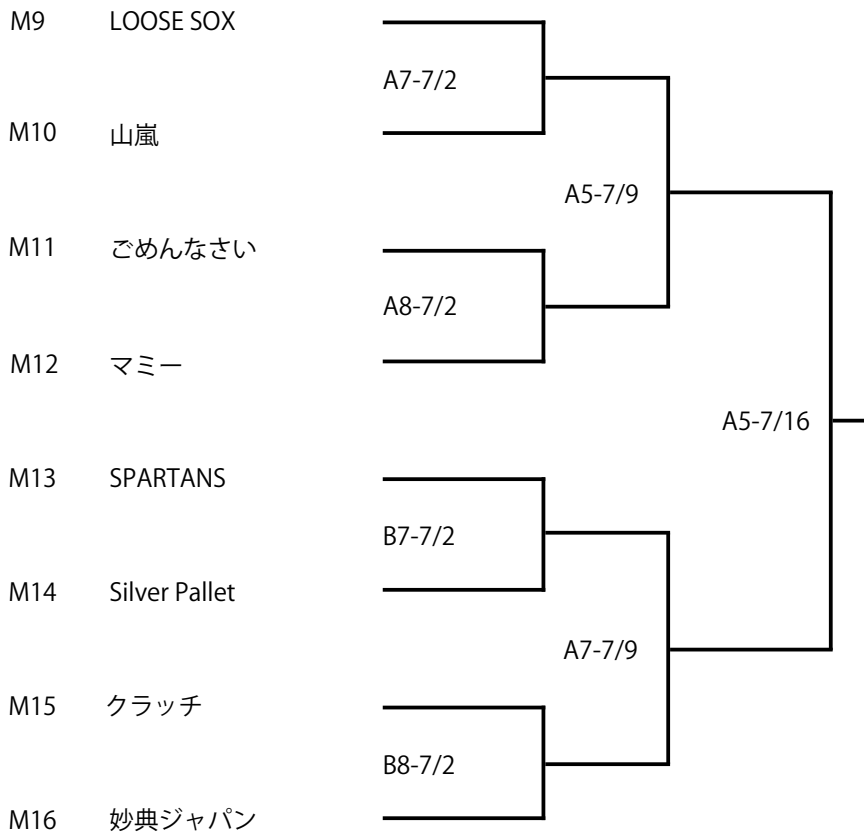 M9 LOOSE SOX
A7-7/2
M10 山嵐
A5-7/9
M11 ごめんなさい
A8-7/2
M12 マミー
A5-7/16
M13 SPARTANS
B7-7/2
M14 Silver Pallet
A7-7/9
M15 クラッチ
B8-7/2
M16 妙典ジャパン